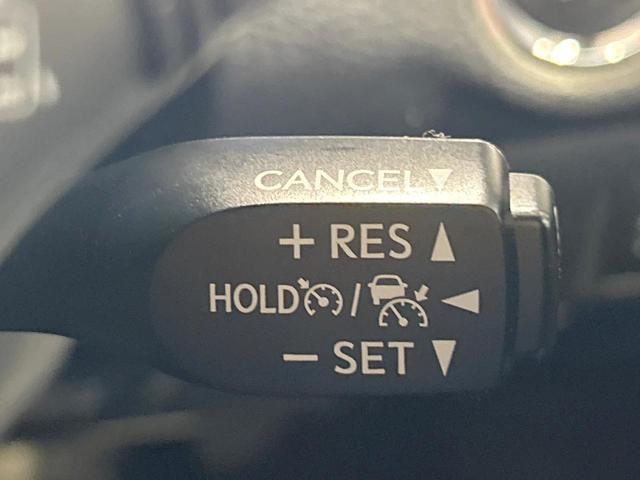 CANCEL▼
+ RES ▲
HOLD / ◀
− SET ▼